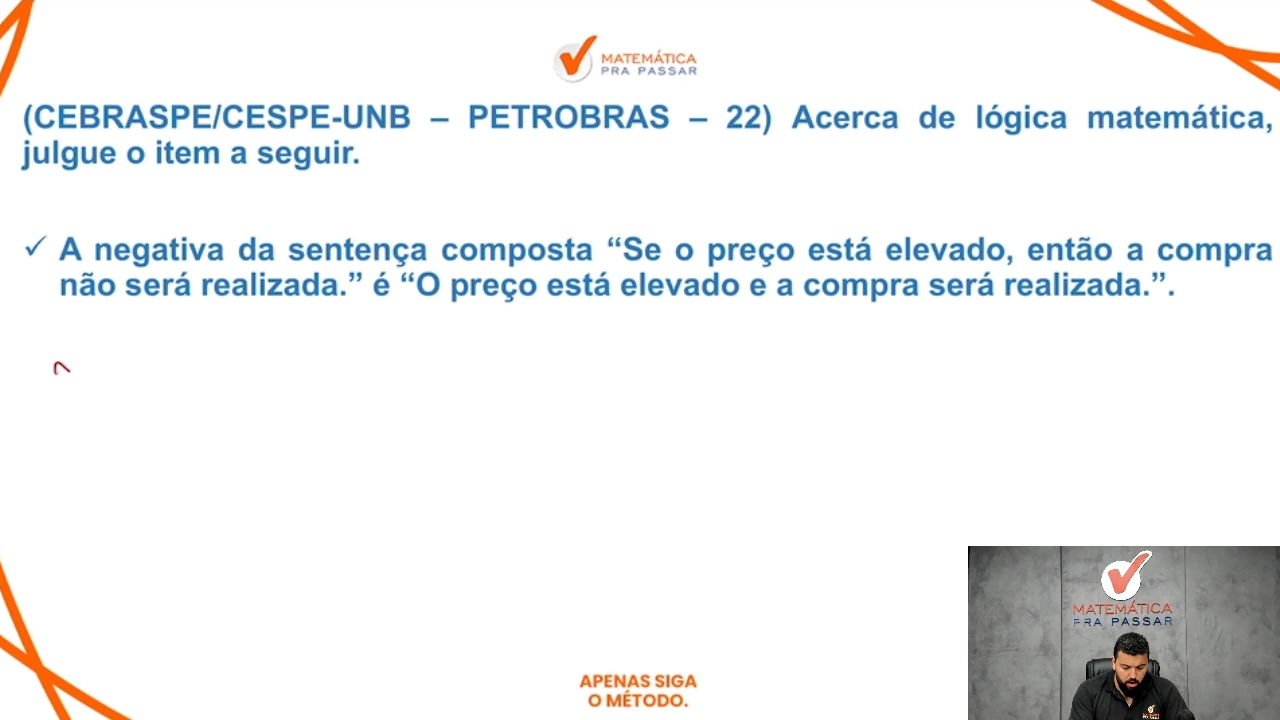 MATEMÁTICA
PRA PASSAR
(CEBRASPE/CESPE-UNB – PETROBRAS – 22) Acerca de lógica matemática,
julgue o item a seguir.
✓ A negativa da sentença composta “Se o preço está elevado, então a compra
não será realizada.” é “O preço está elevado e a compra será realizada.”.
MATEMÁTICA
PRA PASSAR
APENAS SIGA
O MÉTODO.